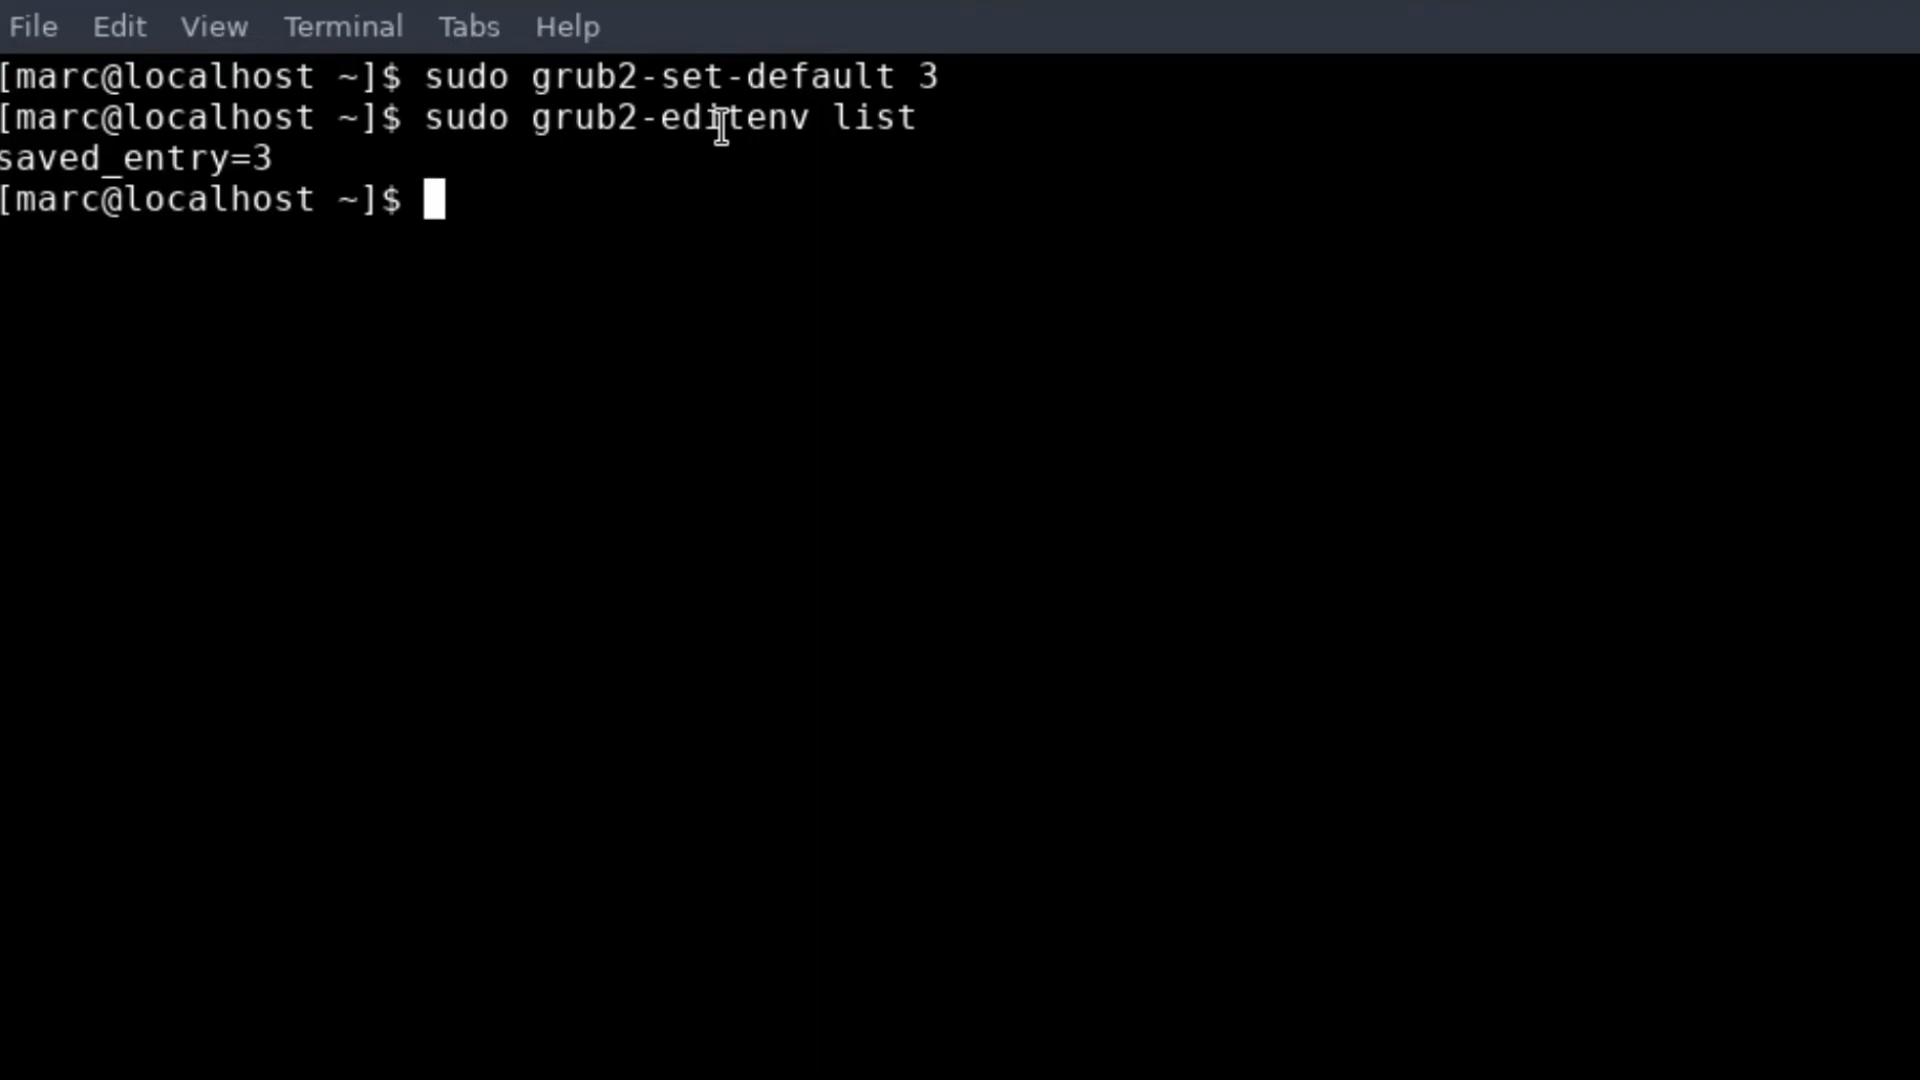 File Edit View Terminal Tabs Help
[marc@localhost ~]$ sudo grub2-set-default 3
[marc@localhost ~]$ sudo grub2-editenv list
saved_entry=3
[marc@localhost ~]$